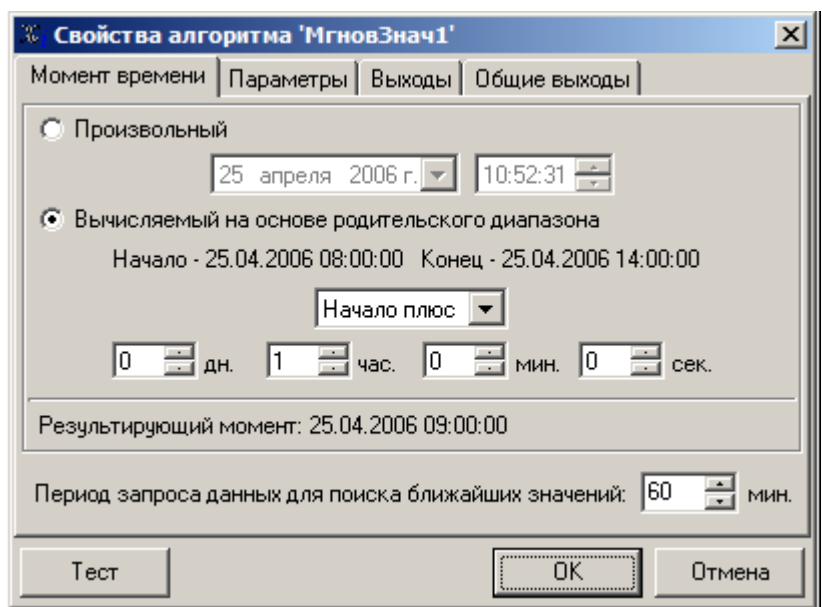 Свойства алгоритма 'МгновЗнач1'
Момент времени Параметры Выходы Общие выходы
Произвольный
25 апреля 2006 г. 10:52:31
Вычисляемый на основе родительского диапазона
Начало - 25.04.2006 08:00:00 Конец - 25.04.2006 14:00:00
Начало плюс
0 дн. 1 час. 0 мин. 0 сек.
Результирующий момент: 25.04.2006 09:00:00
Период запроса данных для поиска ближайших значений: 60 мин.
Тест OK Отмена